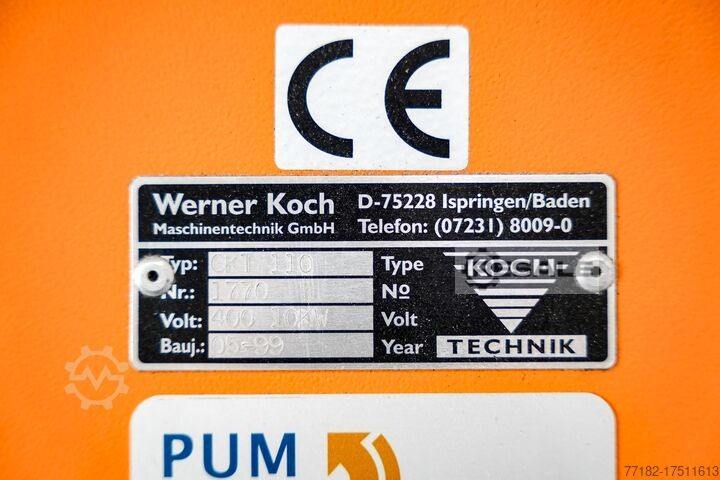 CE
Werner Koch D-75228 Ispringen/Baden
Maschinentechnik GmbH Telefon: (07231) 8009-0
Typ: CKT 110 Type
Nr.: 1770 No
Volt: 400 10KW Volt
Bauj.: 05-99 Year
KOCH
TECHNIK
PUM
77182-17511613